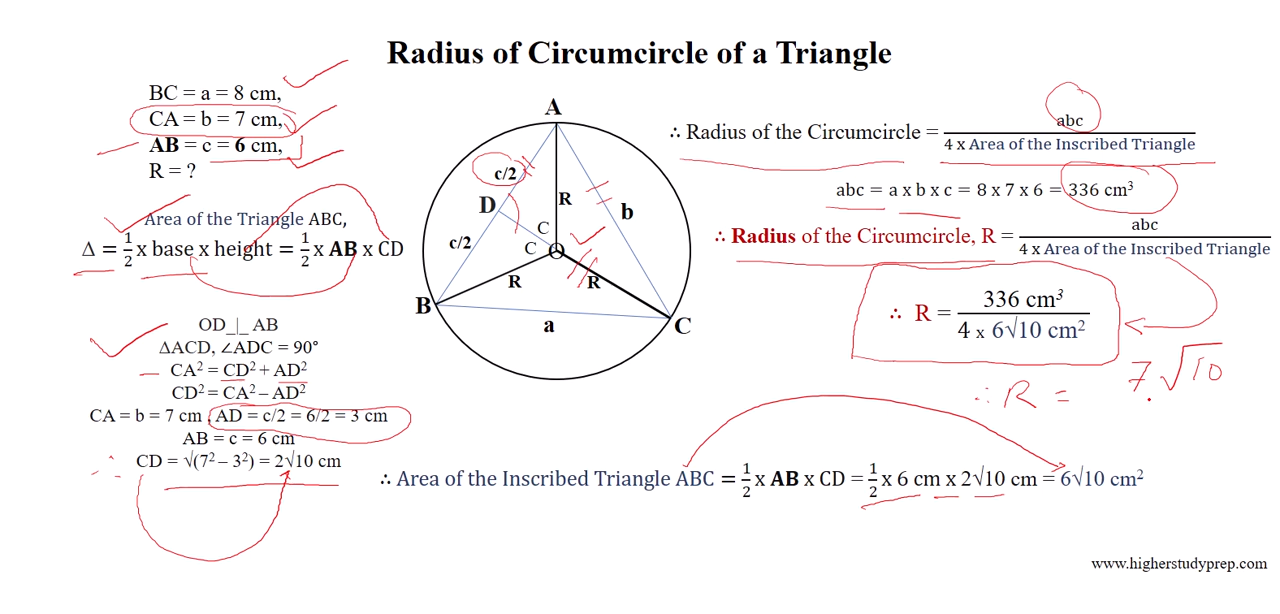 Radius of Circumcircle of a Triangle
BC = a = 8 cm,
CA = b = 7 cm,
AB = c = 6 cm,
R = ?
Area of the Triangle ABC,
Δ = 1/2 x base x height = 1/2 x AB x CD
OD _|_ AB
ΔACD, ∠ADC = 90°
CA² = CD² + AD²
CD² = CA² – AD²
CA = b = 7 cm, AD = c/2 = 6/2 = 3 cm
AB = c = 6 cm
CD = √(7² – 3²) = 2√10 cm
A
c/2
D
R
b
C
c/2
C
O
R
R
B
a
C
∴ Radius of the Circumcircle = abc / 4 x Area of the Inscribed Triangle
abc = a x b x c = 8 x 7 x 6 = 336 cm³
∴ Radius of the Circumcircle, R = abc / 4 x Area of the Inscribed Triangle
∴ R = 336 cm³ / 4 x 6√10 cm²
∴ R = 7.√10
∴ Area of the Inscribed Triangle ABC = 1/2 x AB x CD = 1/2 x 6 cm x 2√10 cm = 6√10 cm²
www.higherstudyprep.com